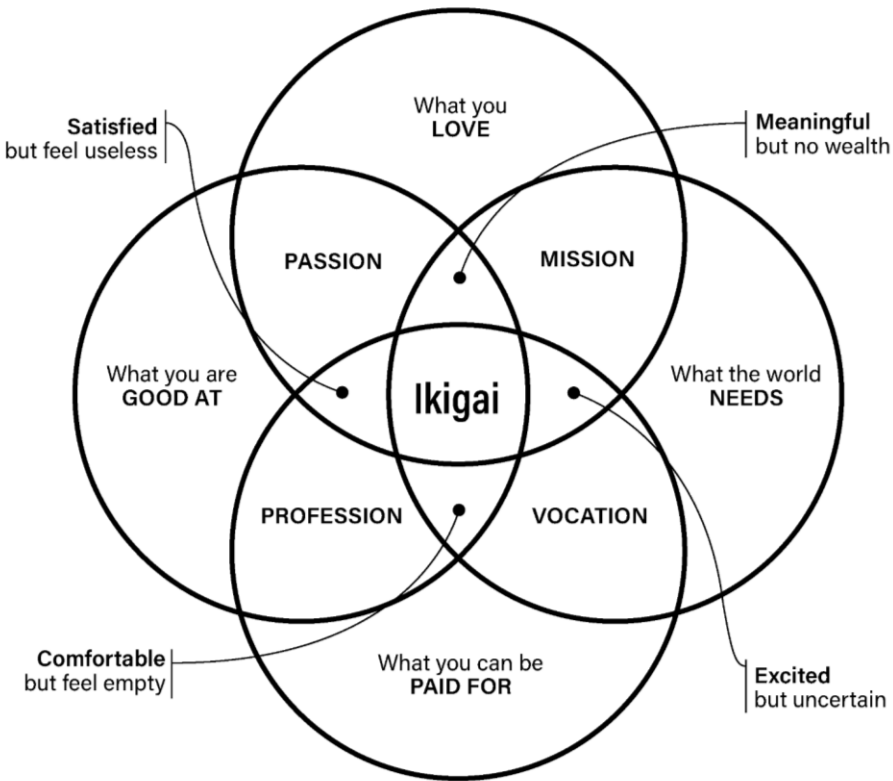 What you
LOVE
Satisfied
but feel useless
Meaningful
but no wealth
PASSION
MISSION
What you are
GOOD AT
Ikigai
What the world
NEEDS
PROFESSION
VOCATION
Comfortable
but feel empty
What you can be
PAID FOR
Excited
but uncertain